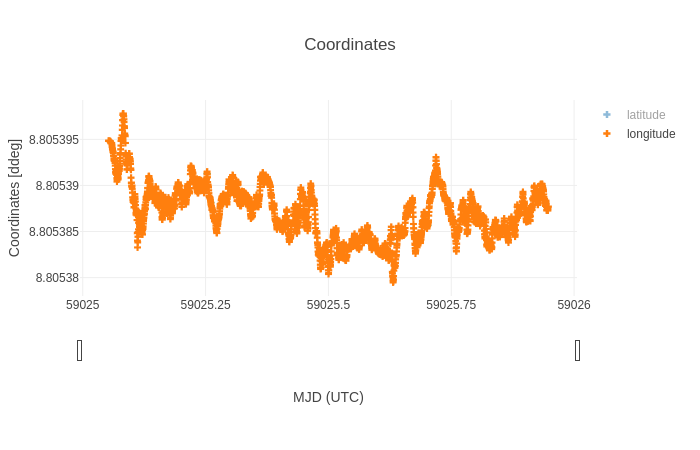 Coordinates
latitude
longitude
Coordinates [ddeg]
8.805395
8.80539
8.805385
8.80538
59025
59025.25
59025.5
59025.75
59026
MJD (UTC)